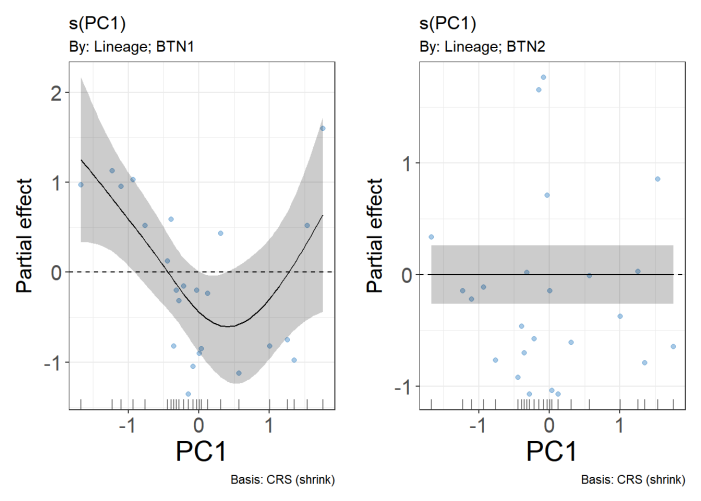 s(PC1)
By: Lineage; BTN1
2
1
0
-1
Partial effect
-1
0
1
PC1
Basis: CRS (shrink)
s(PC1)
By: Lineage; BTN2
1
0
-1
Partial effect
-1
0
1
PC1
Basis: CRS (shrink)